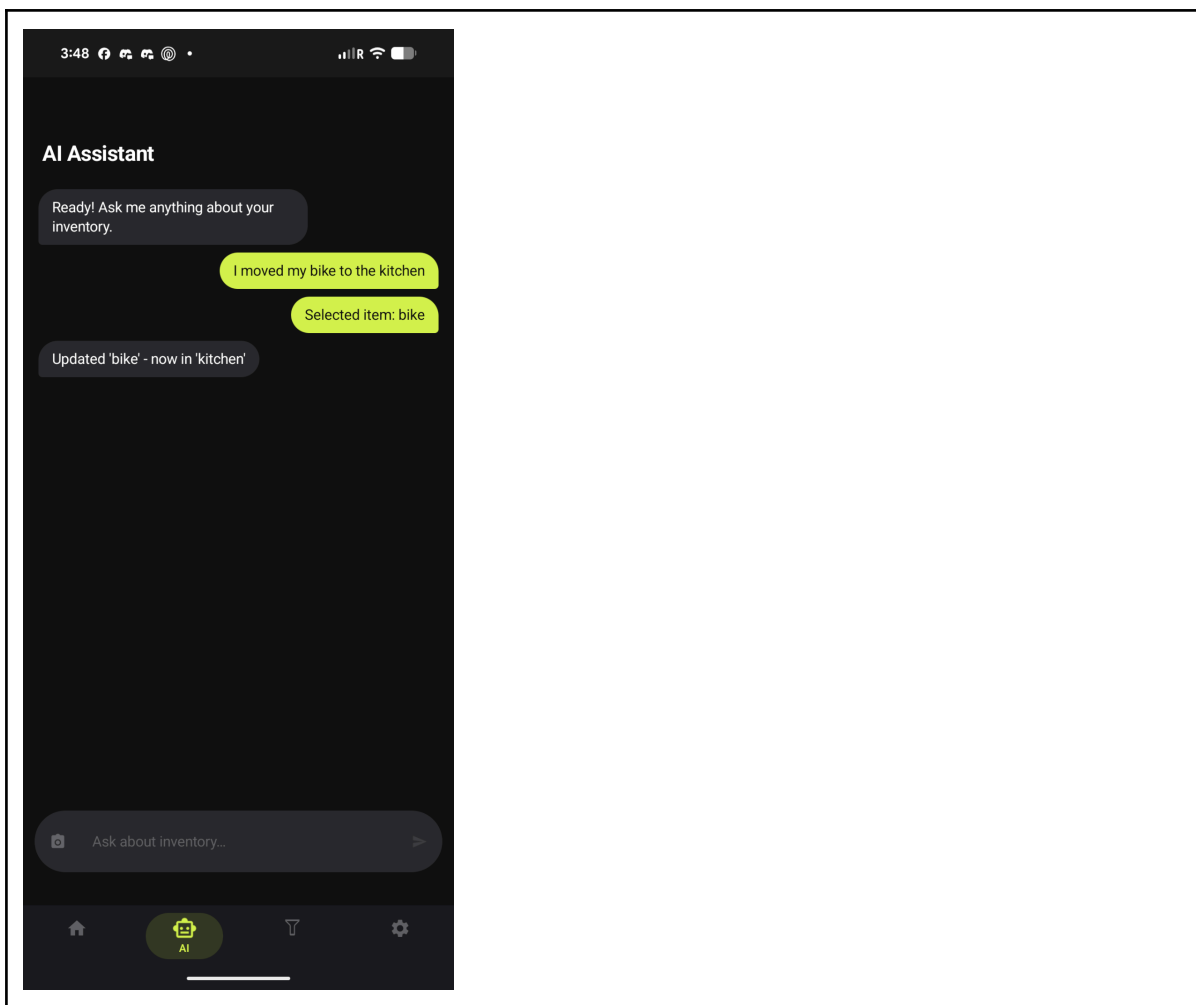 3:48
R
AI Assistant
Ready! Ask me anything about your
inventory.
I moved my bike to the kitchen
Selected item: bike
Updated 'bike' - now in 'kitchen'
Ask about inventory...
AI